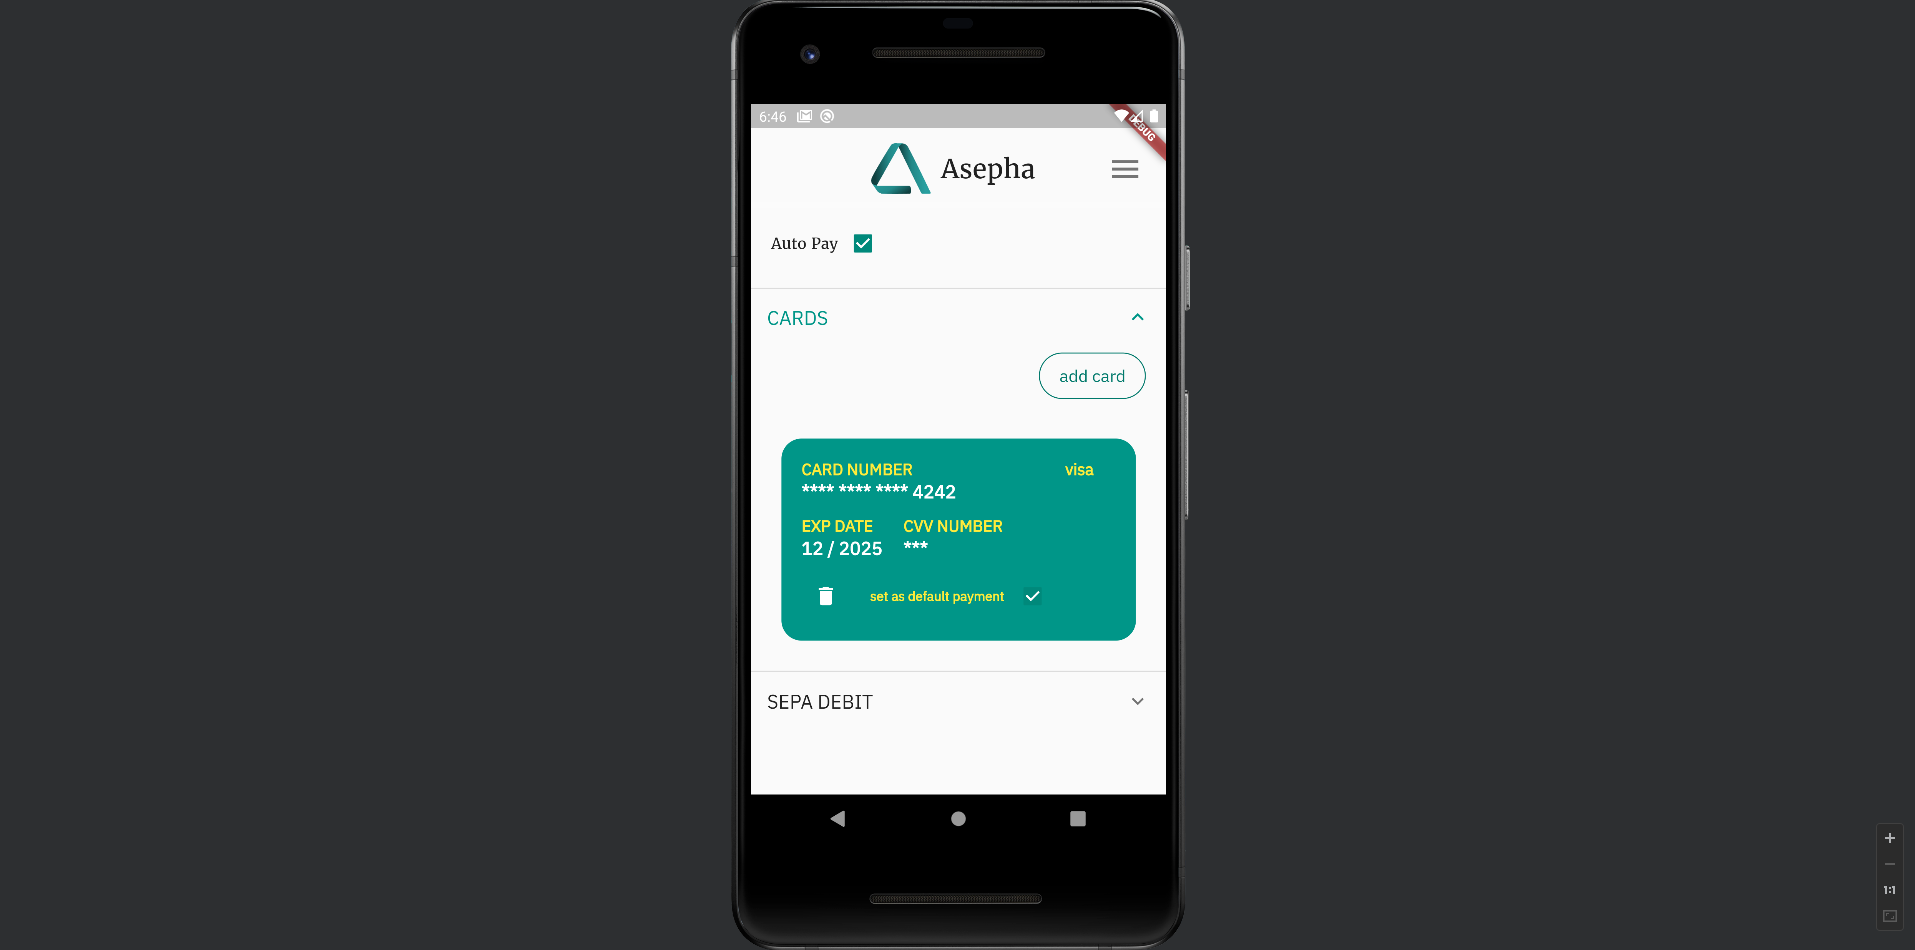 6:46
DEBUG
Asepha
Auto Pay
CARDS
add card
CARD NUMBER visa
**** **** **** 4242
EXP DATE CVV NUMBER
12 / 2025 ***
set as default payment
SEPA DEBIT
1:1